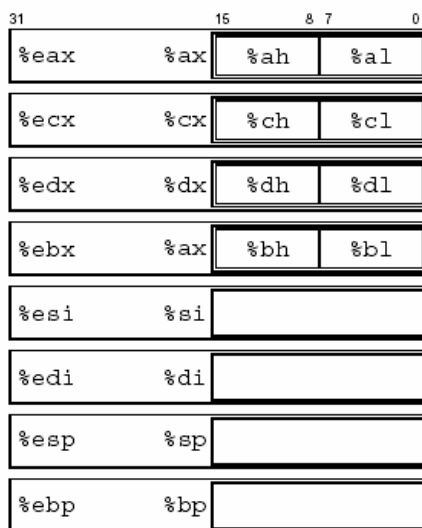 31 15 8 7 0
%eax %ax %ah %al
%ecx %cx %ch %cl
%edx %dx %dh %dl
%ebx %ax %bh %bl
%esi %si
%edi %di
%esp %sp
%ebp %bp